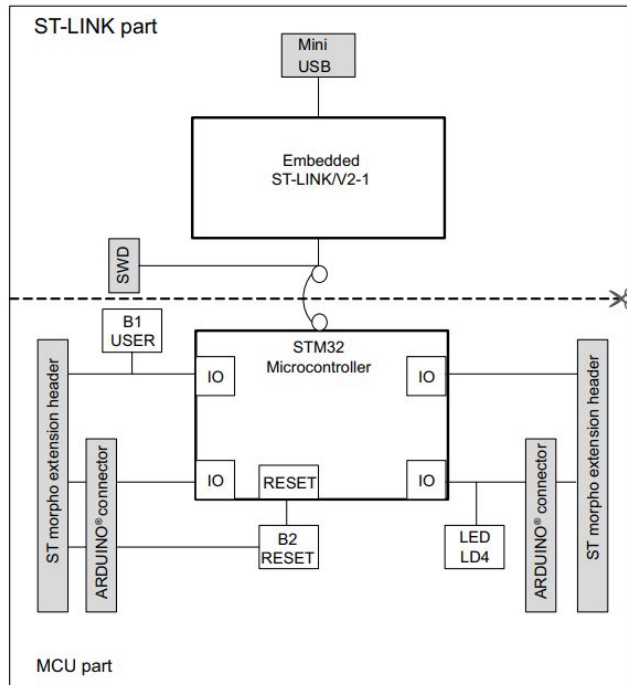 ST-LINK part
Mini
USB
Embedded
ST-LINK/V2-1
SWD
B1
USER
STM32
Microcontroller
IO
IO
ST morpho extension header
ARDUINO® connector
IO
RESET
IO
B2
RESET
LED
LD4
ARDUINO® connector
ST morpho extension header
MCU part